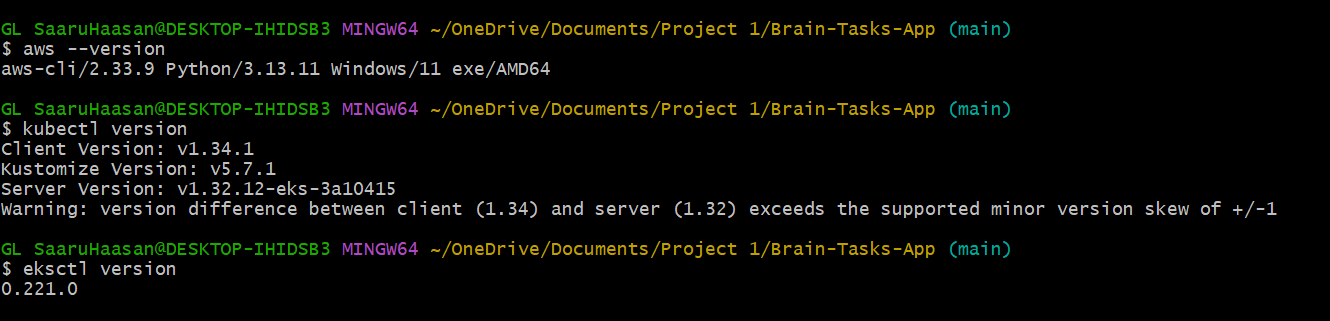 GL SaaruHaasan@DESKTOP-IHIDSB3 MINGW64 ~/OneDrive/Documents/Project 1/Brain-Tasks-App (main)
$ aws --version
aws-cli/2.33.9 Python/3.13.11 Windows/11 exe/AMD64
GL SaaruHaasan@DESKTOP-IHIDSB3 MINGW64 ~/OneDrive/Documents/Project 1/Brain-Tasks-App (main)
$ kubectl version
Client Version: v1.34.1
Kustomize Version: v5.7.1
Server Version: v1.32.12-eks-3a10415
Warning: version difference between client (1.34) and server (1.32) exceeds the supported minor version skew of +/-1
GL SaaruHaasan@DESKTOP-IHIDSB3 MINGW64 ~/OneDrive/Documents/Project 1/Brain-Tasks-App (main)
$ eksctl version
0.221.0